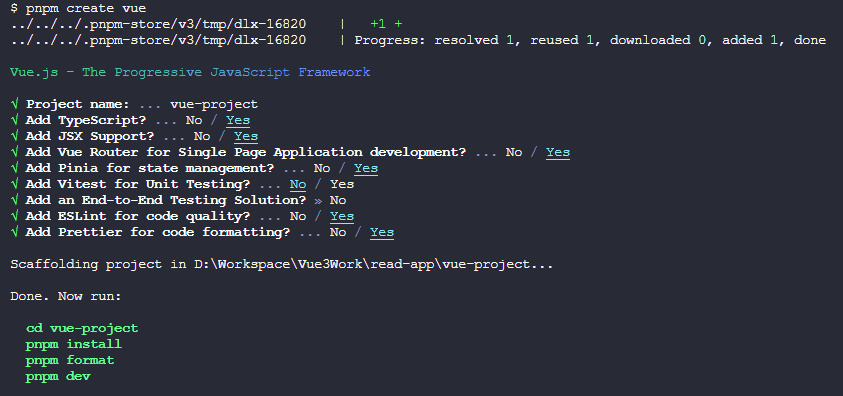 $ pnpm create vue
../../../.pnpm-store/v3/tmp/dlx-16820    |   +1 +
../../../.pnpm-store/v3/tmp/dlx-16820    | Progress: resolved 1, reused 1, downloaded 0, added 1, done
Vue.js - The Progressive JavaScript Framework
√ Project name: ... vue-project
√ Add TypeScript? ... No / Yes
√ Add JSX Support? ... No / Yes
√ Add Vue Router for Single Page Application development? ... No / Yes
√ Add Pinia for state management? ... No / Yes
√ Add Vitest for Unit Testing? ... No / Yes
√ Add an End-to-End Testing Solution? » No
√ Add ESLint for code quality? ... No / Yes
√ Add Prettier for code formatting? ... No / Yes
Scaffolding project in D:\Workspace\Vue3Work\read-app\vue-project...
Done. Now run:
cd vue-project
pnpm install
pnpm format
pnpm dev